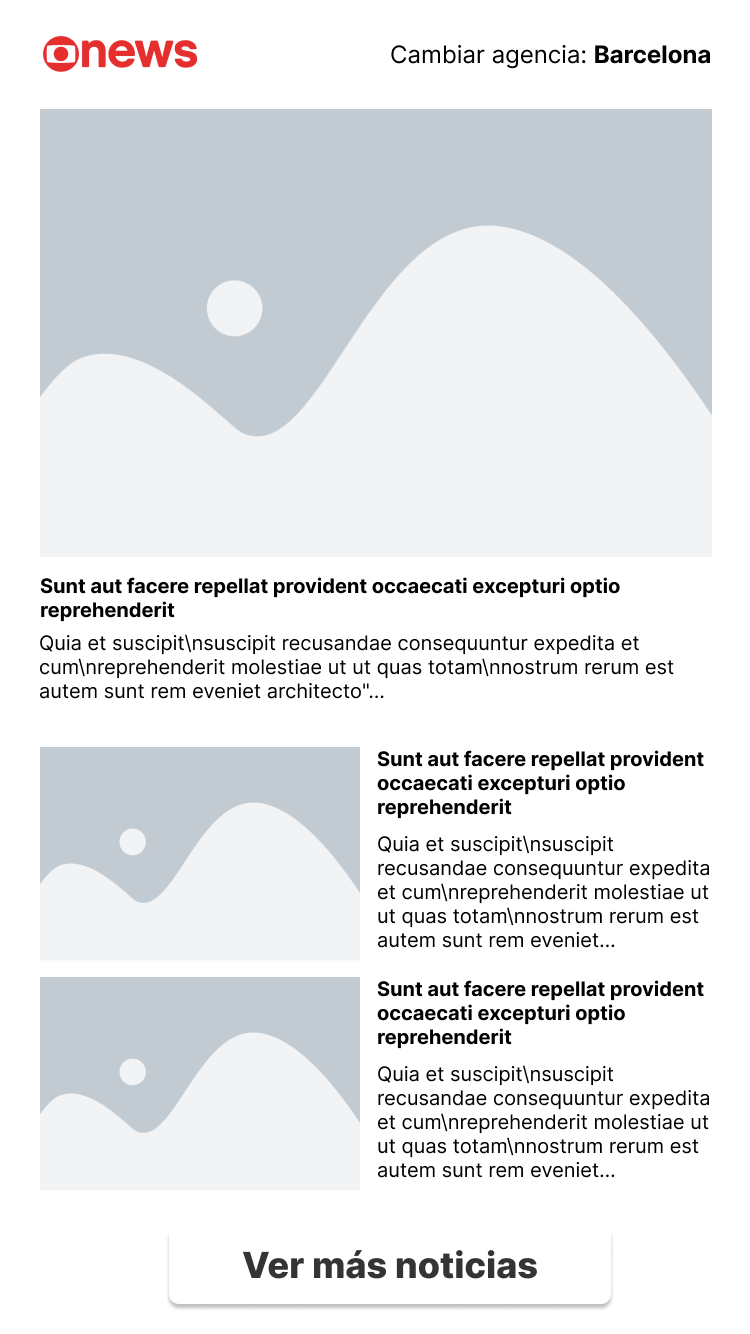 news
Cambiar agencia: Barcelona
Sunt aut facere repellat provident occaecati excepturi optio
reprehenderit
Quia et suscipit\nsuscipit recusandae consequuntur expedita et
cum\nreprehenderit molestiae ut ut quas totam\nnostrum rerum est
autem sunt rem eveniet architecto"...
Sunt aut facere repellat provident
occaecati excepturi optio
reprehenderit
Quia et suscipit\nsuscipit
recusandae consequuntur expedita
et cum\nreprehenderit molestiae ut
ut quas totam\nnostrum rerum est
autem sunt rem eveniet...
Sunt aut facere repellat provident
occaecati excepturi optio
reprehenderit
Quia et suscipit\nsuscipit
recusandae consequuntur expedita
et cum\nreprehenderit molestiae ut
ut quas totam\nnostrum rerum est
autem sunt rem eveniet...
Ver más noticias